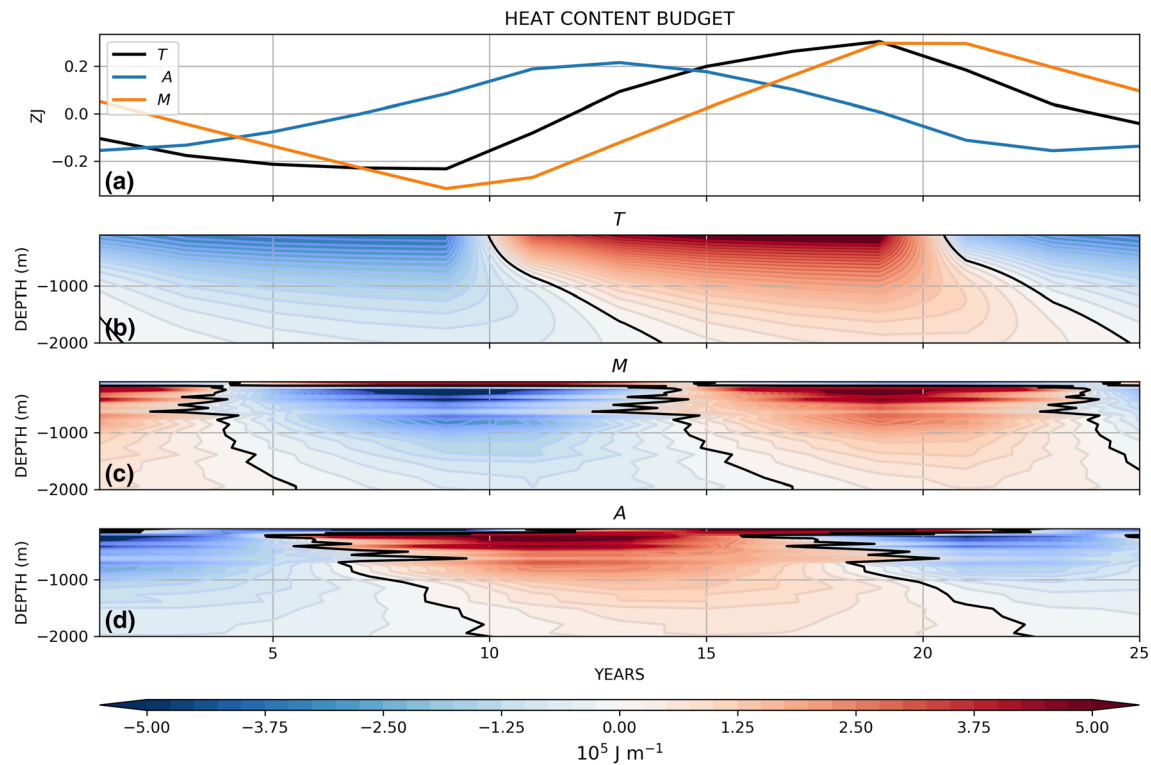 HEAT CONTENT BUDGET
T
A
M
0.2
0.0
−0.2
ZJ
(a)
T
DEPTH (m)
−1000
−2000
(b)
M
DEPTH (m)
−1000
−2000
(c)
A
DEPTH (m)
−1000
−2000
(d)
5 10 15 20 25
YEARS
−5.00 −3.75 −2.50 −1.25 0.00 1.25 2.50 3.75 5.00
10⁵ J m⁻¹